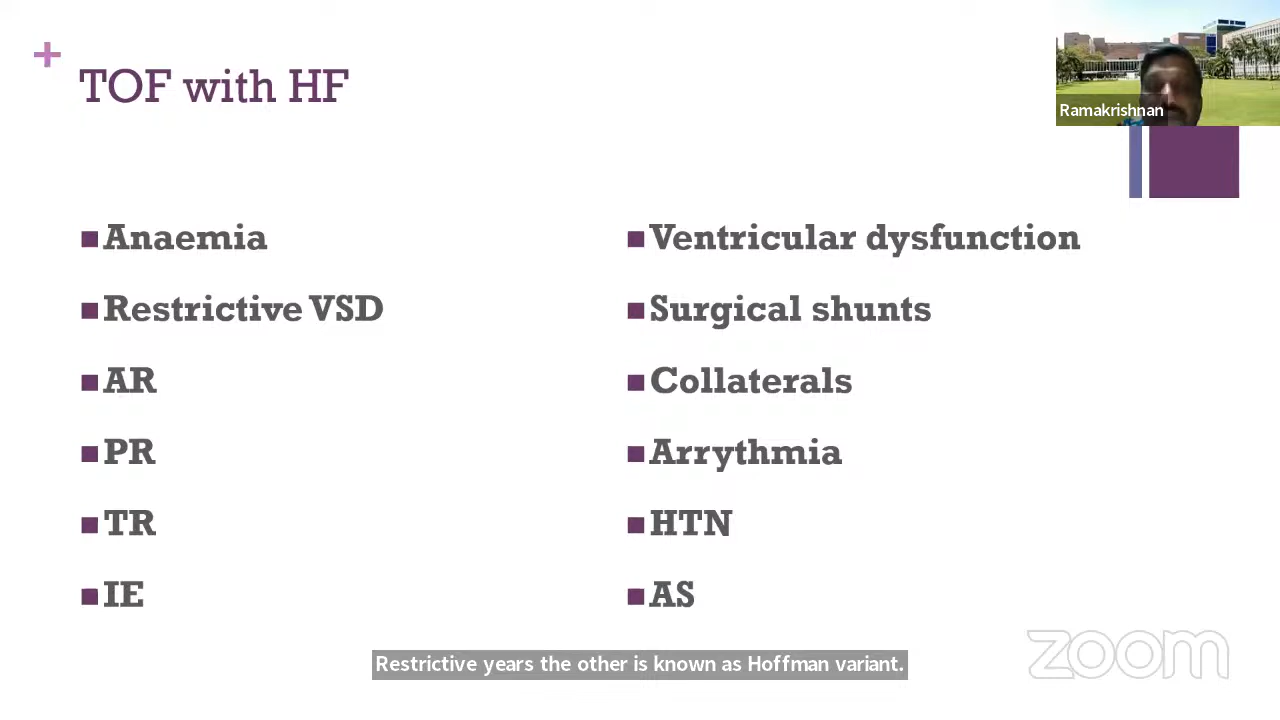 +
TOF with HF
Ramakrishnan
Anaemia
Restrictive VSD
AR
PR
TR
IE
Ventricular dysfunction
Surgical shunts
Collaterals
Arrythmia
HTN
AS
Restrictive years the other is known as Hoffman variant.
zoom